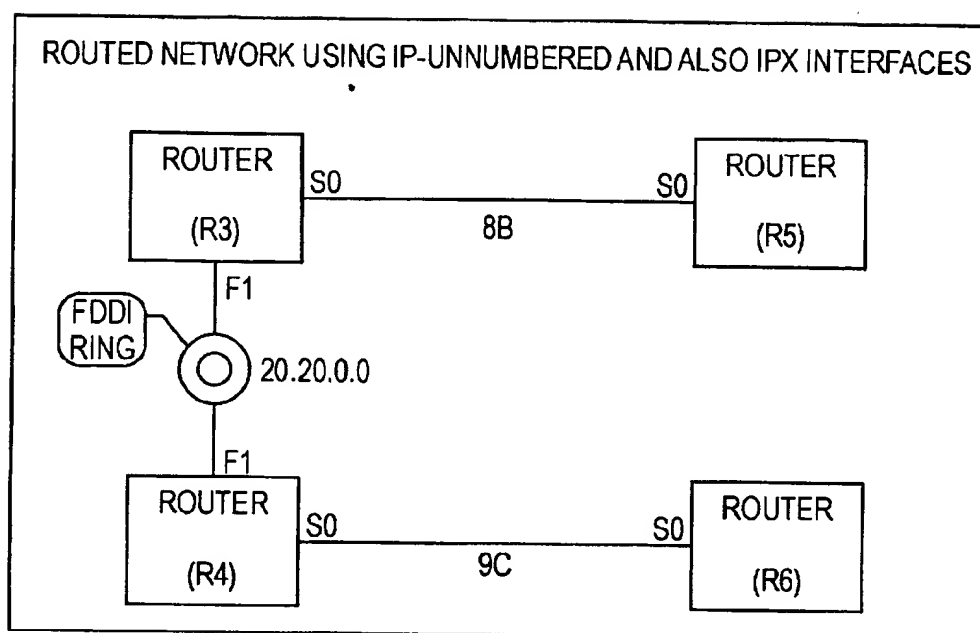 ROUTED NETWORK USING IP-UNNUMBERED AND ALSO IPX INTERFACES
ROUTER
(R3)
S0
8B
S0
ROUTER
(R5)
F1
FDDI
RING
20.20.0.0
F1
ROUTER
(R4)
S0
9C
S0
ROUTER
(R6)